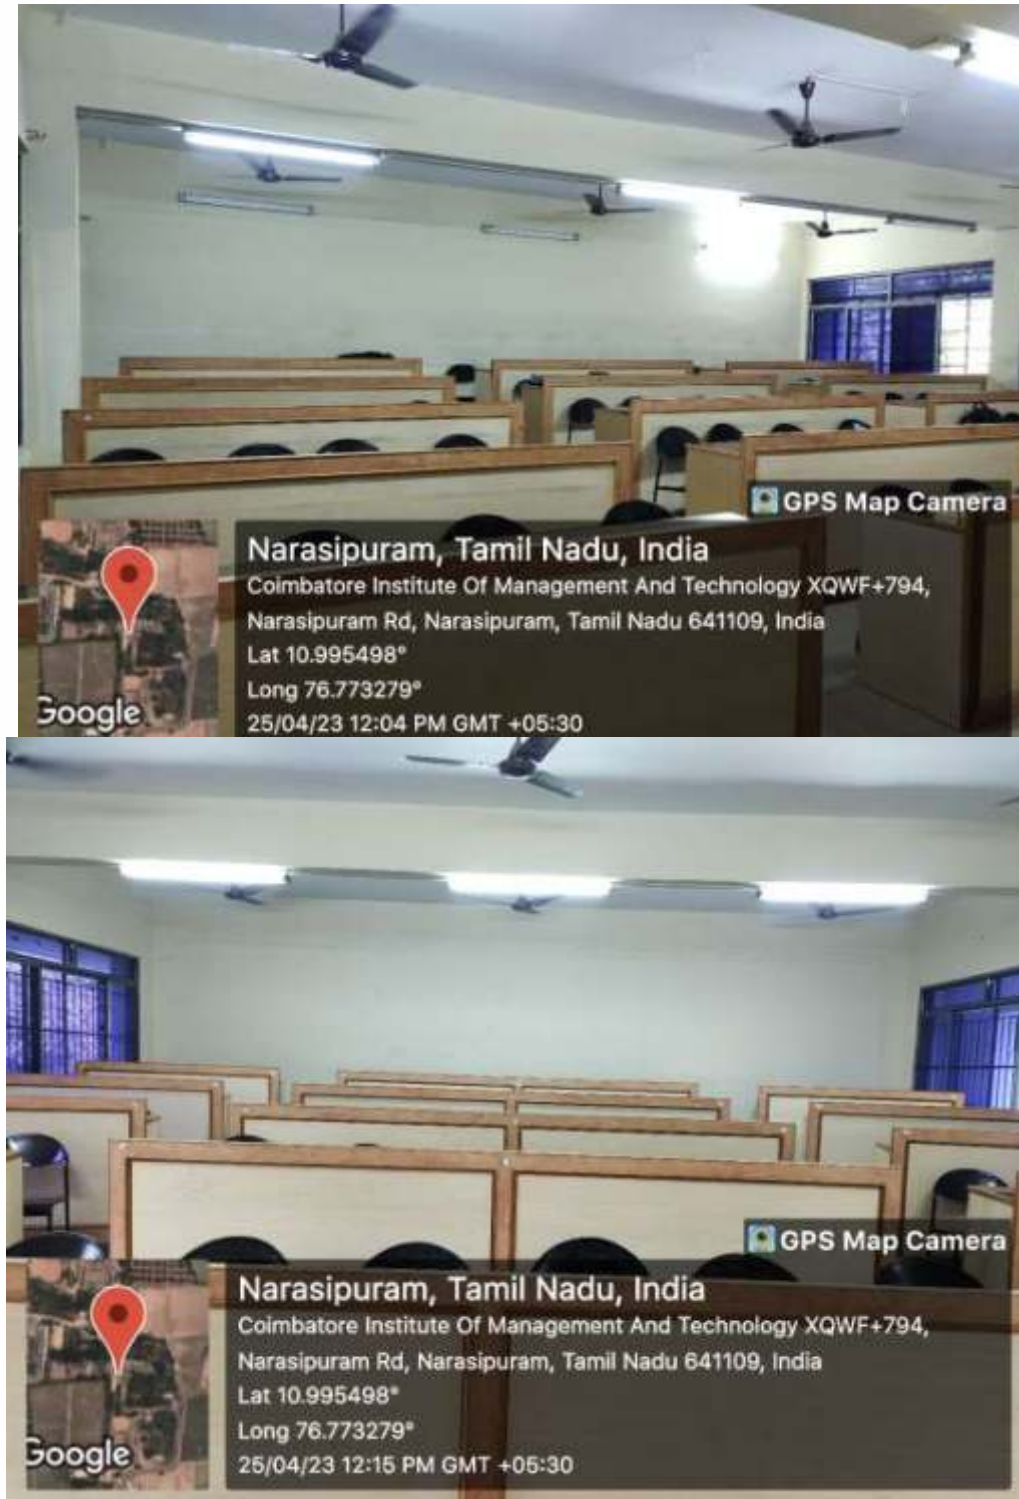 GPS Map Camera
Narasipuram, Tamil Nadu, India
Coimbatore Institute Of Management And Technology XQWF+794,
Narasipuram Rd, Narasipuram, Tamil Nadu 641109, India
Lat 10.995498°
Long 76.773279°
25/04/23 12:04 PM GMT +05:30
Google
GPS Map Camera
Narasipuram, Tamil Nadu, India
Coimbatore Institute Of Management And Technology XQWF+794,
Narasipuram Rd, Narasipuram, Tamil Nadu 641109, India
Lat 10.995498°
Long 76.773279°
25/04/23 12:15 PM GMT +05:30
Google